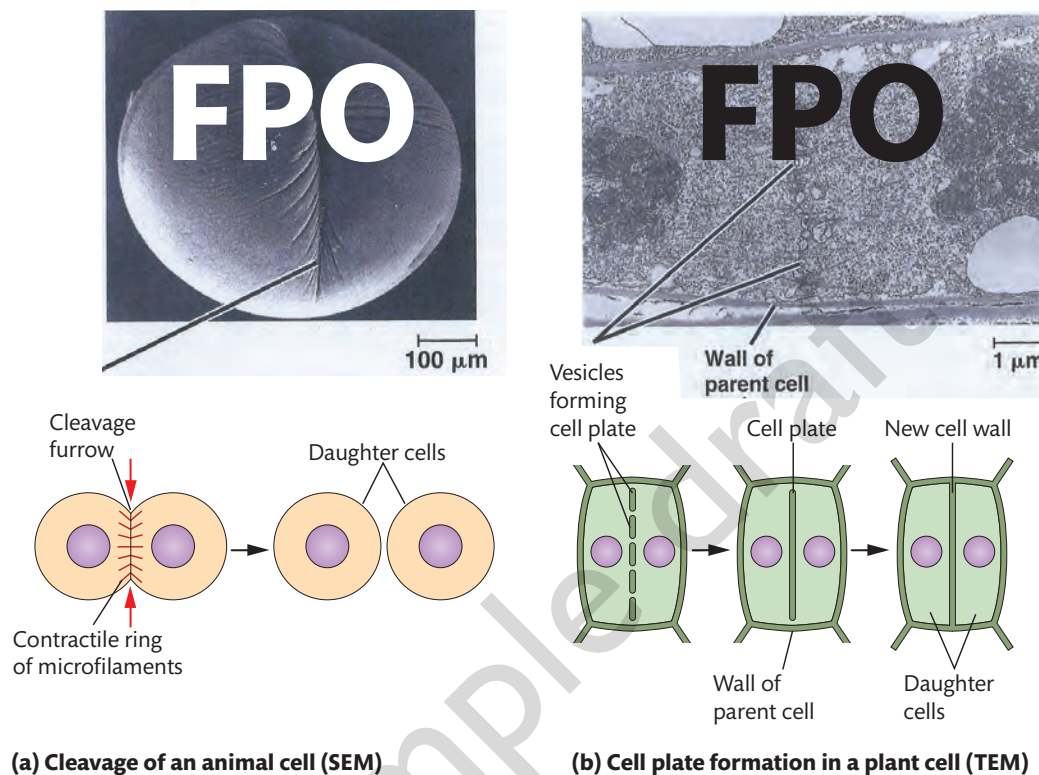 FPO
100 μm
Cleavage
furrow
Daughter cells
Contractile ring
of microfilaments
(a) Cleavage of an animal cell (SEM)
FPO
Wall of
parent cell
1 μm
Vesicles
forming
cell plate
Cell plate
New cell wall
Wall of
parent cell
Daughter
cells
(b) Cell plate formation in a plant cell (TEM)